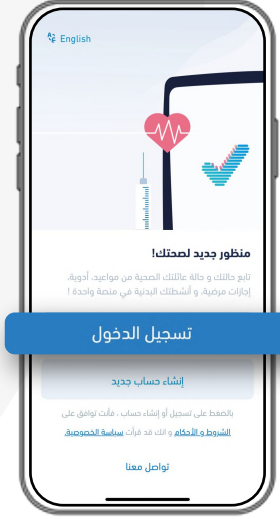 English
منظور جديد لصحتك!
تابع حالتك و حالة عائلتك الصحية من مواعيد، أدوية،
إجازات مرضية، و أنشطتك البدنية في منصة واحدة !
تسجيل الدخول
إنشاء حساب جديد
بالضغط على تسجيل أو إنشاء حساب ، فأنت توافق على
الشروط و الأحكام و انك قد قرأت سياسة الخصوصية.
تواصل معنا